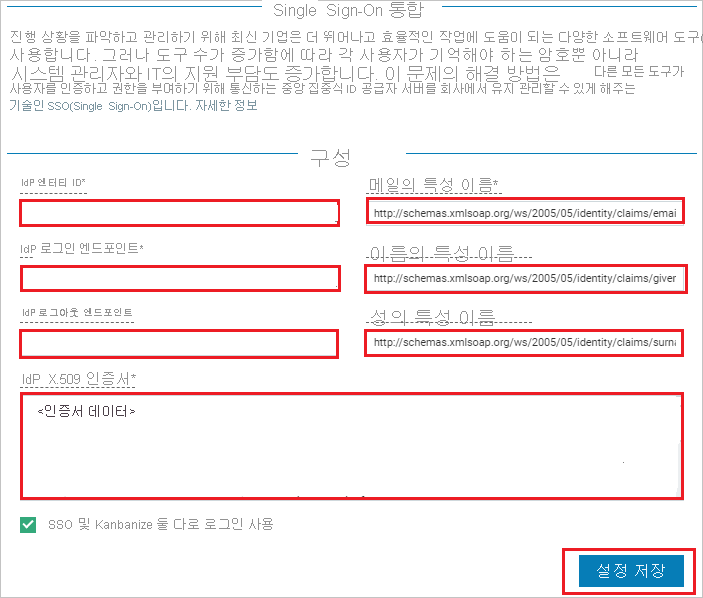 Single Sign-On 통합
진행 상황을 파악하고 관리하기 위해 최신 기업은 더 뛰어나고 효율적인 작업에 도움이 되는 다양한 소프트웨어 도구(
사용합니다. 그러나 도구 수가 증가함에 따라 각 사용자가 기억해야 하는 암호뿐 아니라
시스템 관리자와 IT의 지원 부담도 증가합니다. 이 문제의 해결 방법은 다른 모든 도구가
사용자를 인증하고 권한을 부여하기 위해 통신하는 중앙 집중식 ID 공급자 서버를 회사에서 유지 관리할 수 있게 해주는
기술인 SSO(Single Sign-On)입니다. 자세한 정보
구성
IdP 엔터티 ID*
메일의 특성 이름*
http://schemas.xmlsoap.org/ws/2005/05/identity/claims/emai
IdP 로그인 엔드포인트*
이름의 특성 이름
http://schemas.xmlsoap.org/ws/2005/05/identity/claims/giver
IdP 로그아웃 엔드포인트
성의 특성 이름
http://schemas.xmlsoap.org/ws/2005/05/identity/claims/surna
IdP X.509 인증서*
<인증서 데이터>
SSO 및 Kanbanize 둘 다로 로그인 사용
설정 저장